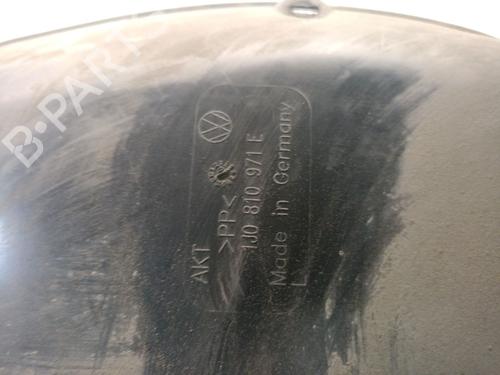 AKT
>PP<
1J0 810 971 E
Made in Germany
L
B-PARTS